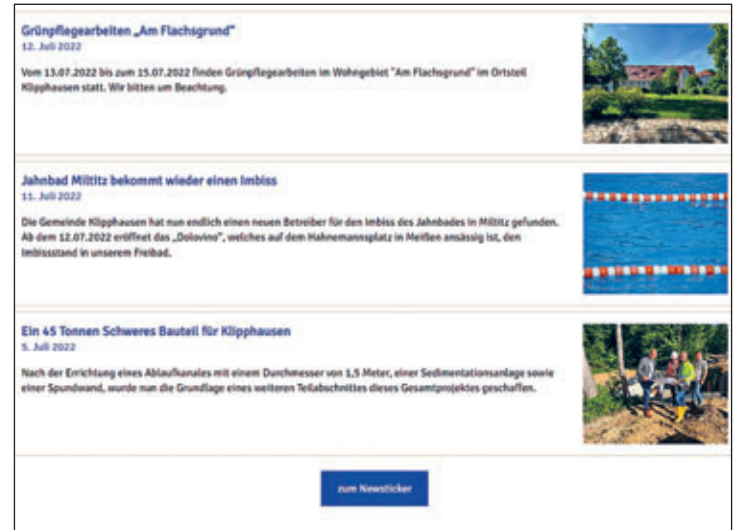 Grünpflegearbeiten „Am Flachsgrund“
12. Juli 2022
Vom 13.07.2022 bis zum 15.07.2022 finden Grünpflegearbeiten im Wohngebiet "Am Flachsgrund" im Ortsteil
Klipphausen statt. Wir bitten um Beachtung.
Jahnbad Miltitz bekommt wieder einen Imbiss
11. Juli 2022
Die Gemeinde Klipphausen hat nun endlich einen neuen Betreiber für den Imbiss des Jahnbades in Miltitz gefunden.
Ab dem 12.07.2022 eröffnet das „Dolovino“, welches auf dem Hahnemannsplatz in Meißen ansässig ist, den
Imbissstand in unserem Freibad.
Ein 45 Tonnen Schweres Bauteil für Klipphausen
5. Juli 2022
Nach der Errichtung eines Ablaufkanales mit einem Durchmesser von 1,5 Meter, einer Sedimentationsanlage sowie
einer Spundwand, wurde nun die Grundlage eines weiteren Teilabschnittes dieses Gesamtprojektes geschaffen.
zum Newsticker